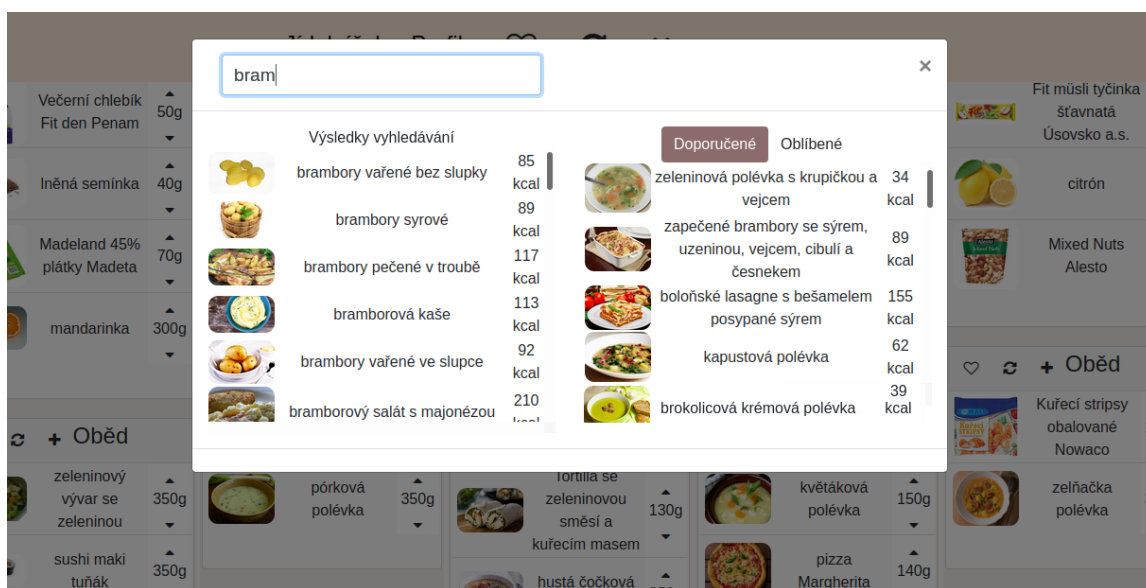 bram
×
Výsledky vyhledávání
brambory vařené bez slupky
85
kcal
brambory syrové
89
kcal
brambory pečené v troubě
117
kcal
bramborová kaše
113
kcal
brambory vařené ve slupce
92
kcal
bramborový salát s majonézou
210
kcal
Doporučené
Oblíbené
zeleninová polévka s krupičkou a
vejcem
34
kcal
zapečené brambory se sýrem,
uzeninou, vejcem, cibulí a
česnekem
89
kcal
boloňské lasagne s bešamelem
posypané sýrem
155
kcal
kapustová polévka
62
kcal
brokolicová krémová polévka
39
kcal
Večerní chlebík
Fit den Penam
50g
lněná semínka
40g
Madeland 45%
plátky Madeta
70g
mandarinka
300g
+ Oběd
zeleninový
vývar se
zeleninou
350g
sushi maki
tuňák
350g
pórková
polévka
350g
Tortilla se
zeleninovou
směsí a
kuřecím masem
130g
hustá čočková
květáková
polévka
150g
pizza
Margherita
140g
Fit müsli tyčinka
šťavnatá
Úsovsko a.s.
citrón
Mixed Nuts
Alesto
+ Oběd
Kuřecí stripsy
obalované
Nowaco
zelňačka
polévka